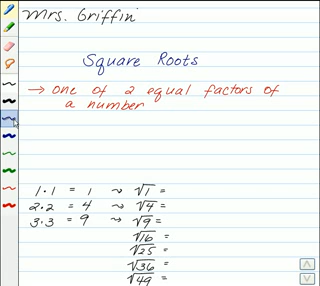 Mrs. Griffin
Square Roots
→ one of 2 equal factors of
a number
1 · 1 = 1 ⤳ √1 =
2 · 2 = 4 ⤳ √4 =
3 · 3 = 9 ⤳ √9 =
√16 =
√25 =
√36 =
√49 =